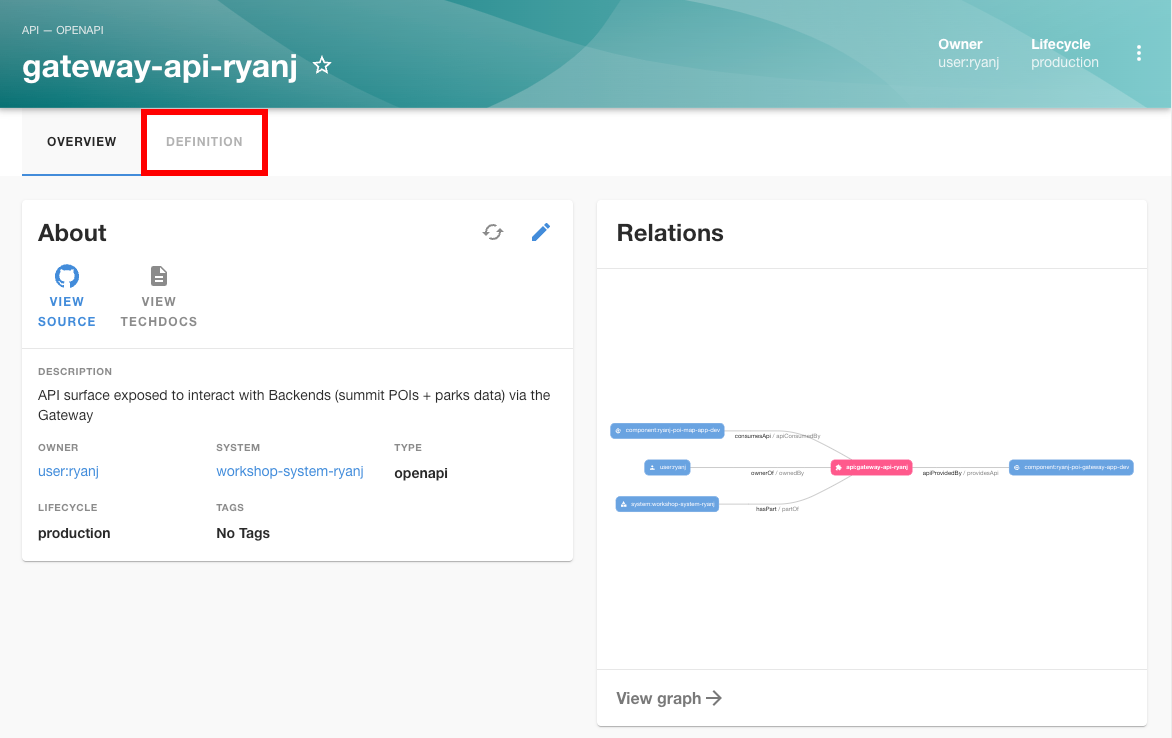 API — OPENAPI
gateway-api-ryanj
Owner
user:ryanj
Lifecycle
production
OVERVIEW
DEFINITION
About
VIEW
SOURCE
VIEW
TECHDOCS
DESCRIPTION
API surface exposed to interact with Backends (summit POIs + parks data) via the
Gateway
OWNER
user:ryanj
SYSTEM
workshop-system-ryanj
TYPE
openapi
LIFECYCLE
production
TAGS
No Tags
Relations
component:ryanj-poi-map-app-dev
consumesApi / apiConsumedBy
user:ryanj
ownerOf / ownedBy
api:gateway-api-ryanj
apiProvidedBy / providesApi
component:ryanj-poi-gateway-app-dev
system:workshop-system-ryanj
hasPart / partOf
View graph